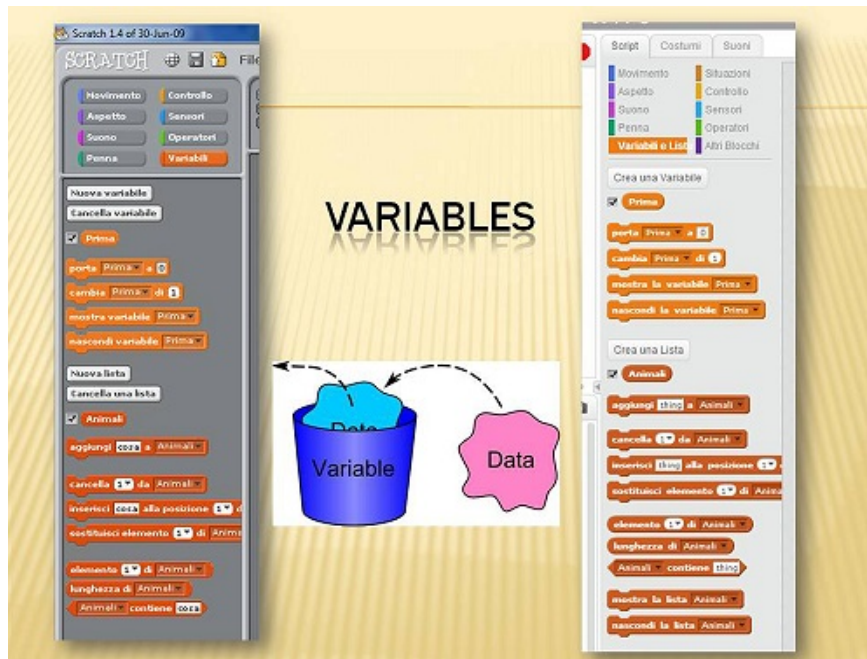 Scratch 1.4 of 30-Jun-09
SCRATCH File
Movimento Controllo
Aspetto Sensori
Suono Operatori
Penna Variabili
Nuova variabile
Cancella variabile
Prima
porta Prima a 0
cambia Prima di 1
mostra variabile Prima
nascondi variabile Prima
Nuova lista
Cancella una lista
Animali
aggiungi cosa a Animali
cancella 1 da Animali
inserisci cosa alla posizione 1 d
sostituisci elemento 1 di Anima
elemento 1 di Animali
lunghezza di Animali
Animali contiene cosa
VARIABLES
Data
Variable
Data
Script Costumi Suoni
Movimento Situazioni
Aspetto Controllo
Suono Sensori
Penna Operatori
Variabili e List Altri Blocchi
Crea una Variabile
Prima
porta Prima a 0
cambia Prima di 1
mostra la variabile Prima
nascondi la variabile Prima
Crea una Lista
Animali
aggiungi thing a Animali
cancella 1 da Animali
inserisci thing alla posizione 1 d
sostituisci elemento 1 di Anima
elemento 1 di Animali
lunghezza di Animali
Animali contiene thing
mostra la lista Animali
nascondi la lista Animali